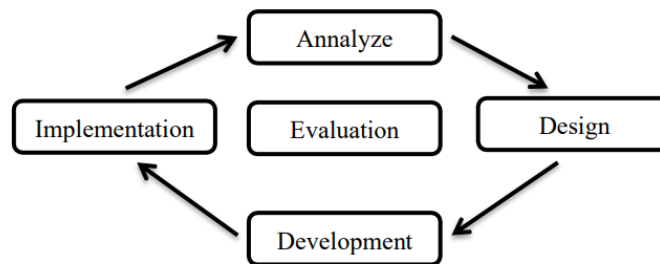 Annalyze
Implementation
Evaluation
Design
Development